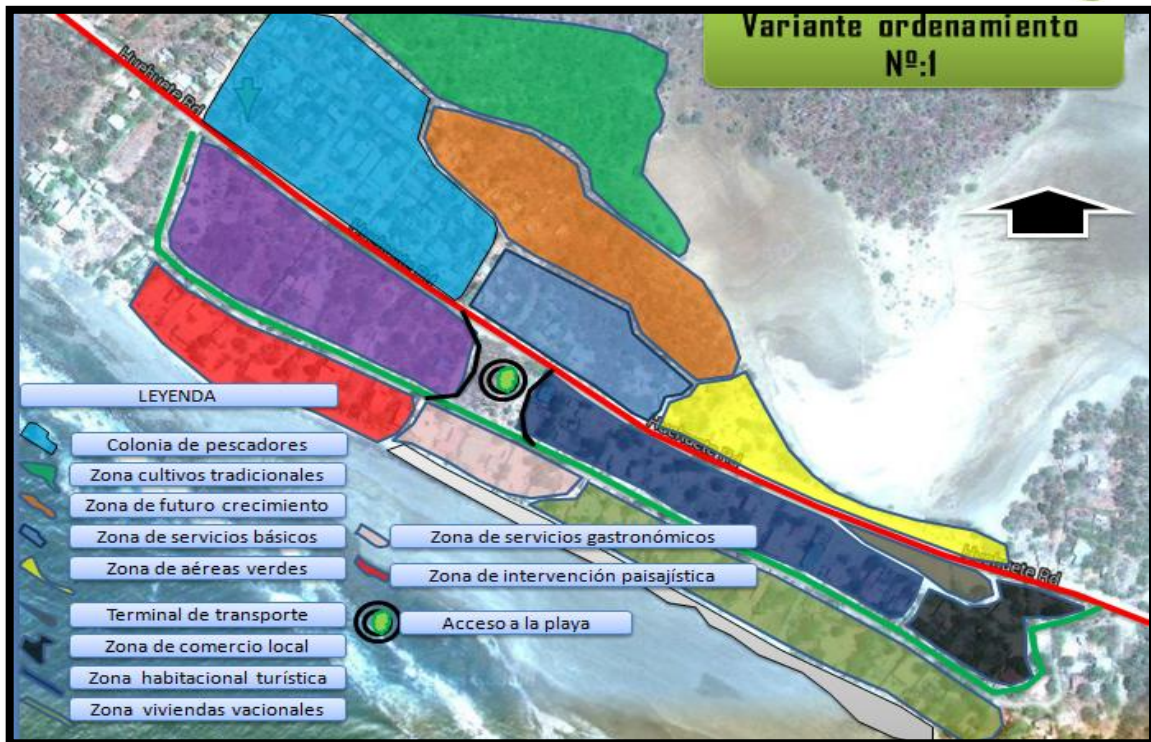 Variante ordenamiento
Nº:1
Huehuete Rd
Huehuete Rd
Huehuete Rd
LEYENDA
Colonia de pescadores
Zona cultivos tradicionales
Zona de futuro crecimiento
Zona de servicios básicos
Zona de aéreas verdes
Terminal de transporte
Zona de comercio local
Zona habitacional turística
Zona viviendas vacionales
Zona de servicios gastronómicos
Zona de intervención paisajística
Acceso a la playa